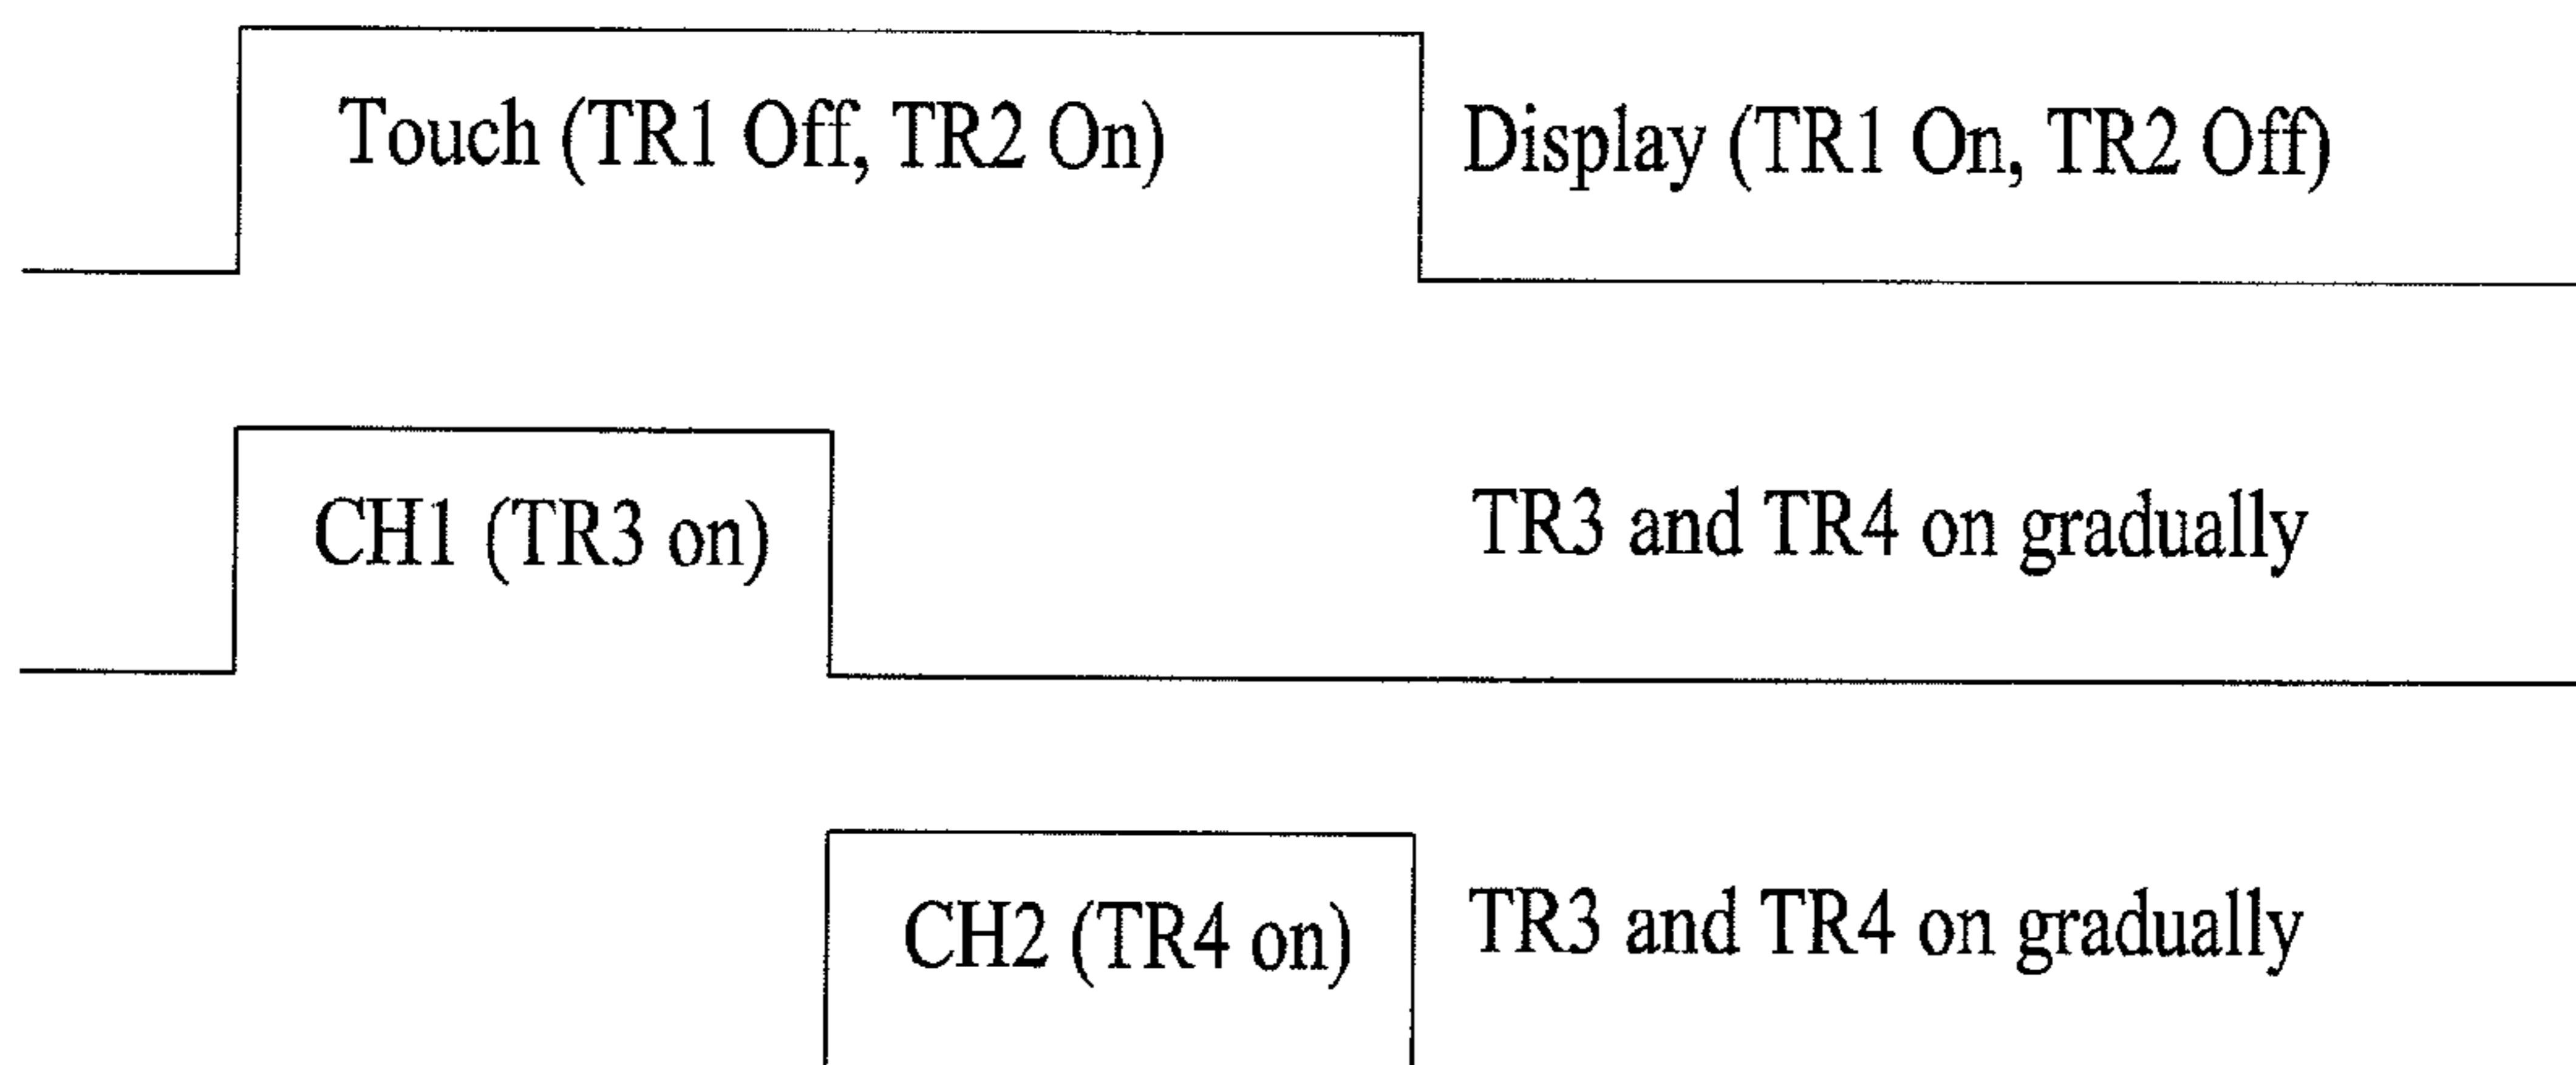 Touch (TR1 Off, TR2 On)
Display (TR1 On, TR2 Off)
CH1 (TR3 on)
TR3 and TR4 on gradually
CH2 (TR4 on)
TR3 and TR4 on gradually